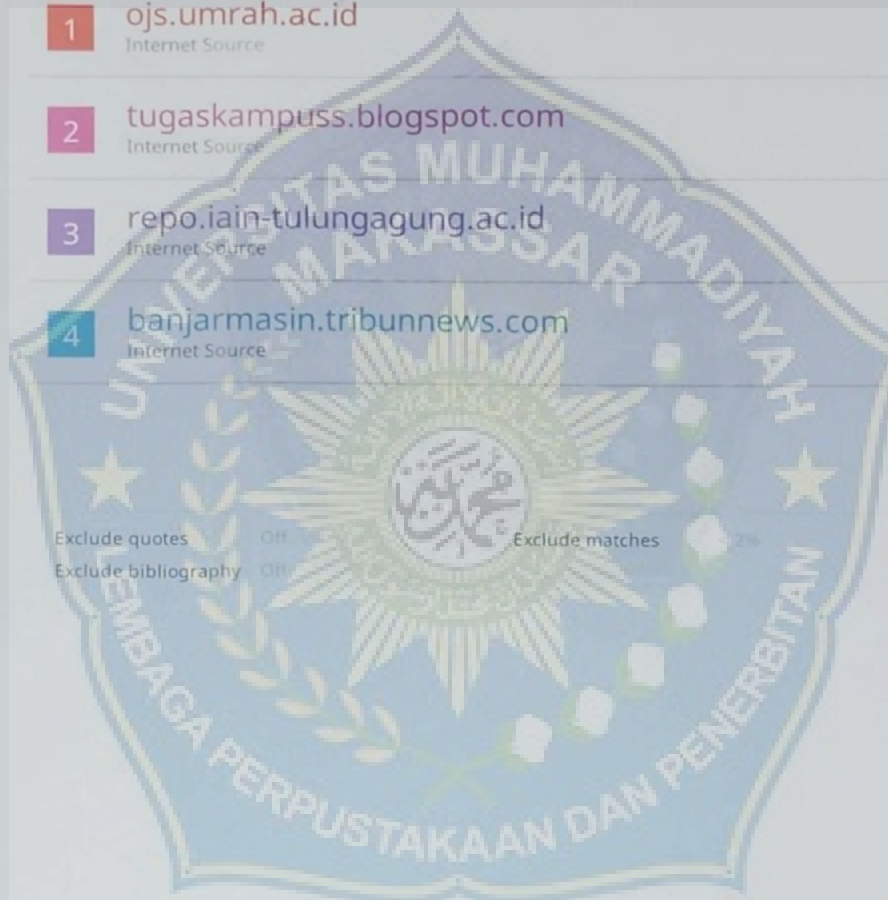 1 ojs.umrah.ac.id
Internet Source
2 tugaskampuss.blogspot.com
Internet Source
3 repo.iain-tulungagung.ac.id
Internet Source
4 banjarmasin.tribunnews.com
Internet Source
Exclude quotes Off Exclude matches 2%
Exclude bibliography Off
UNIVERSITAS MUHAMMADIYAH
MAKASSAR
LEMBAGA PERPUSTAKAAN DAN PENERBITAN